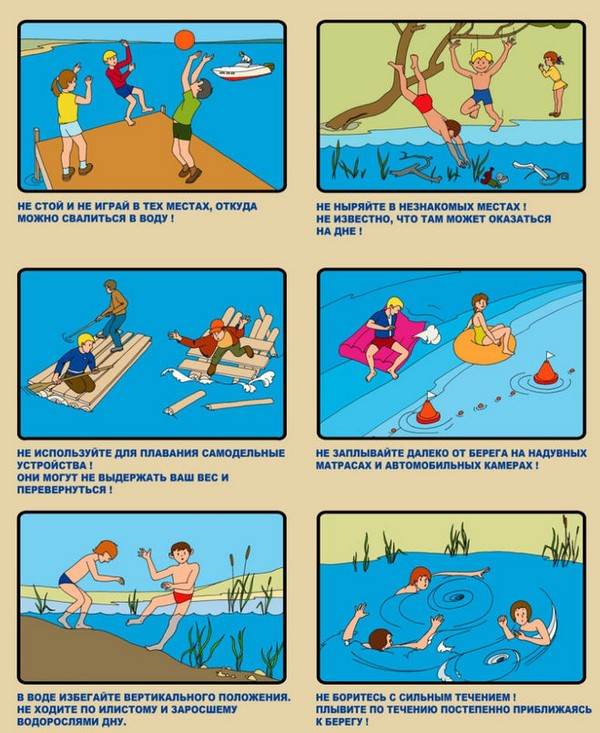 НЕ СТОЙ И НЕ ИГРАЙ В ТЕХ МЕСТАХ, ОТКУДА
МОЖНО СВАЛИТЬСЯ В ВОДУ !
НЕ НЫРЯЙТЕ В НЕЗНАКОМЫХ МЕСТАХ !
НЕ ИЗВЕСТНО, ЧТО ТАМ МОЖЕТ ОКАЗАТЬСЯ
НА ДНЕ !
НЕ ИСПОЛЬЗУЙТЕ ДЛЯ ПЛАВАНИЯ САМОДЕЛЬНЫЕ
УСТРОЙСТВА !
ОНИ МОГУТ НЕ ВЫДЕРЖАТЬ ВАШ ВЕС И
ПЕРЕВЕРНУТЬСЯ !
НЕ ЗАПЛЫВАЙТЕ ДАЛЕКО ОТ БЕРЕГА НА НАДУВНЫХ
МАТРАСАХ И АВТОМОБИЛЬНЫХ КАМЕРАХ !
В ВОДЕ ИЗБЕГАЙТЕ ВЕРТИКАЛЬНОГО ПОЛОЖЕНИЯ.
НЕ ХОДИТЕ ПО ИЛИСТОМУ И ЗАРОСШЕМУ
ВОДОРОСЛЯМИ ДНУ.
НЕ БОРИТЕСЬ С СИЛЬНЫМ ТЕЧЕНИЕМ !
ПЛЫВИТЕ ПО ТЕЧЕНИЮ ПОСТЕПЕННО ПРИБЛИЖАЯСЬ
К БЕРЕГУ !